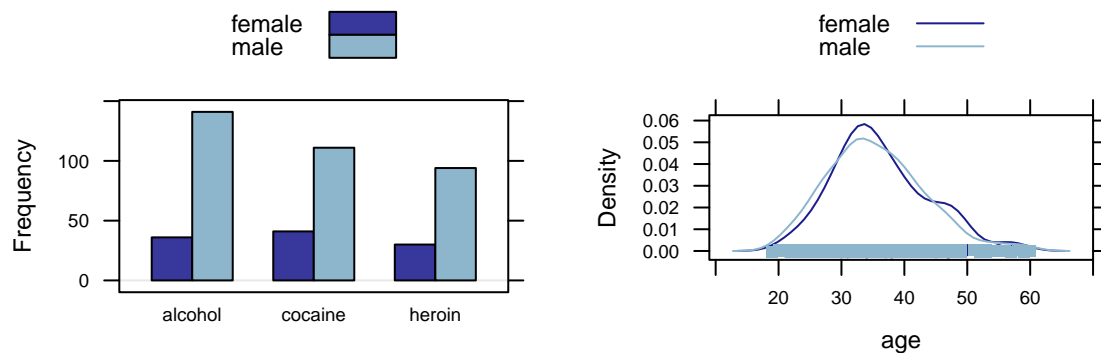 female
male
Frequency
100
50
0
alcohol cocaine heroin
female
male
Density
0.06
0.05
0.04
0.03
0.02
0.01
0.00
20 30 40 50 60
age